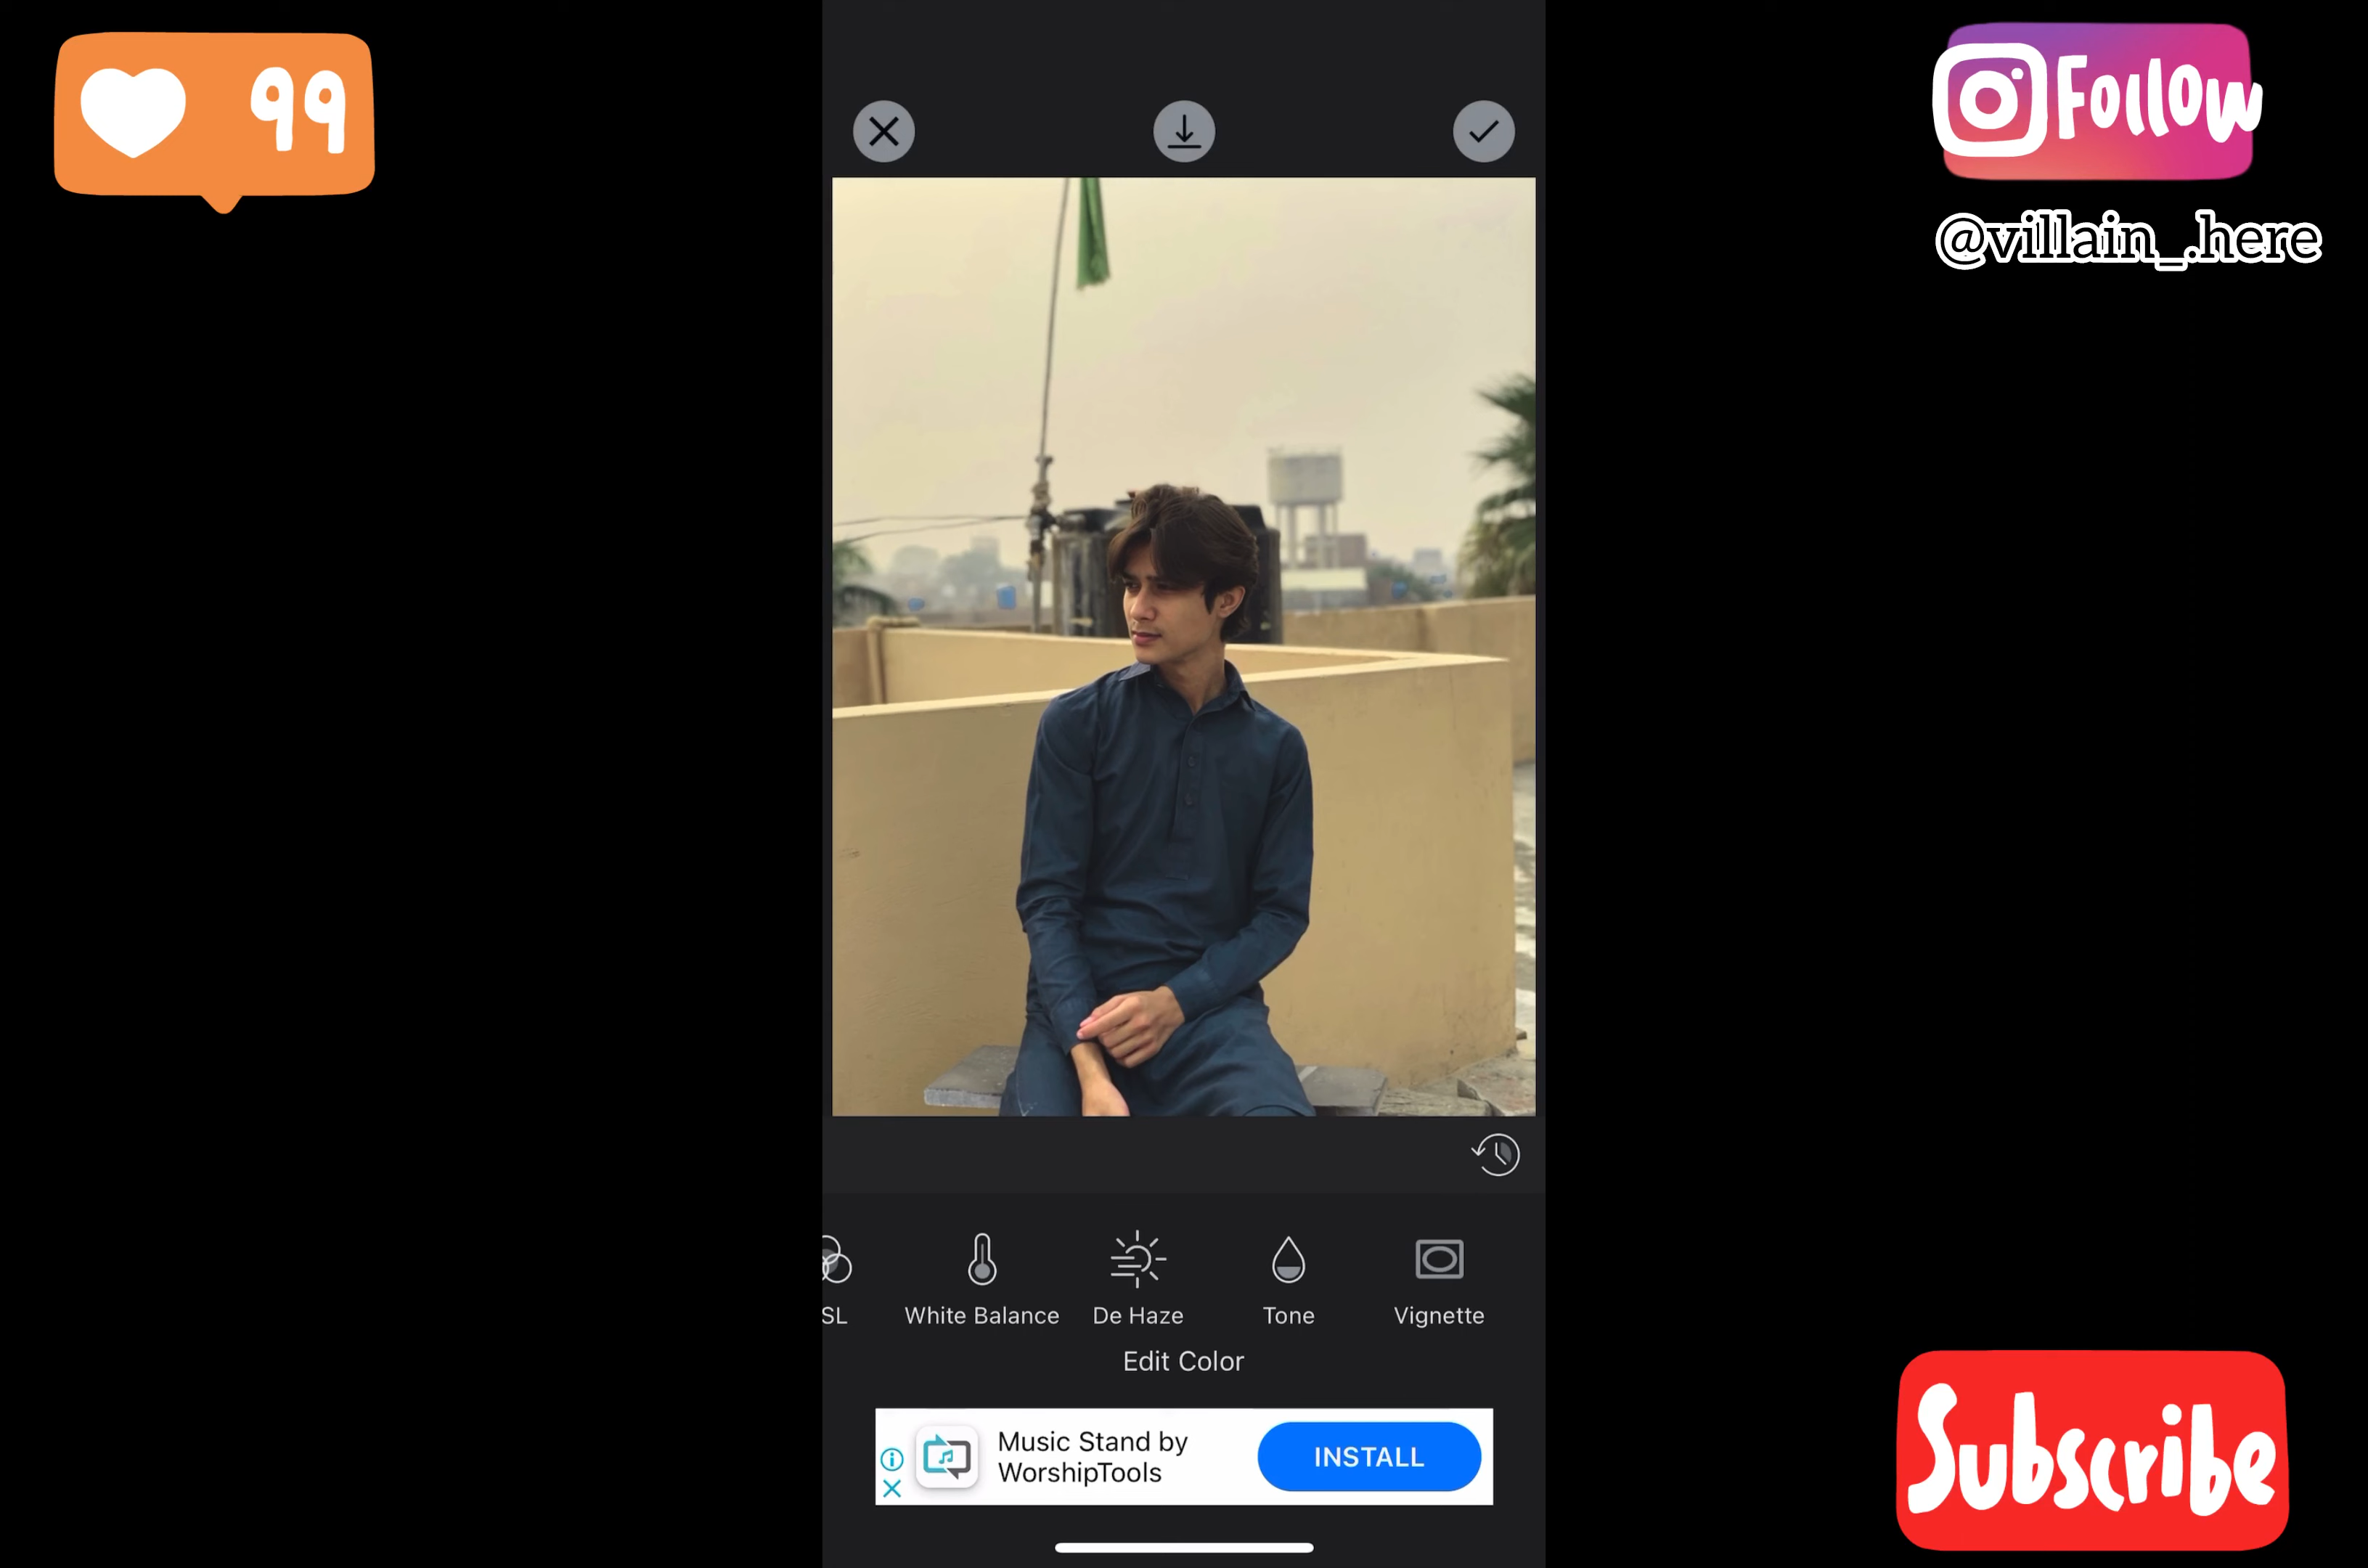 99
Follow
@villain_.here
SL
White Balance
De Haze
Tone
Vignette
Edit Color
Music Stand by
WorshipTools
INSTALL
Subscribe